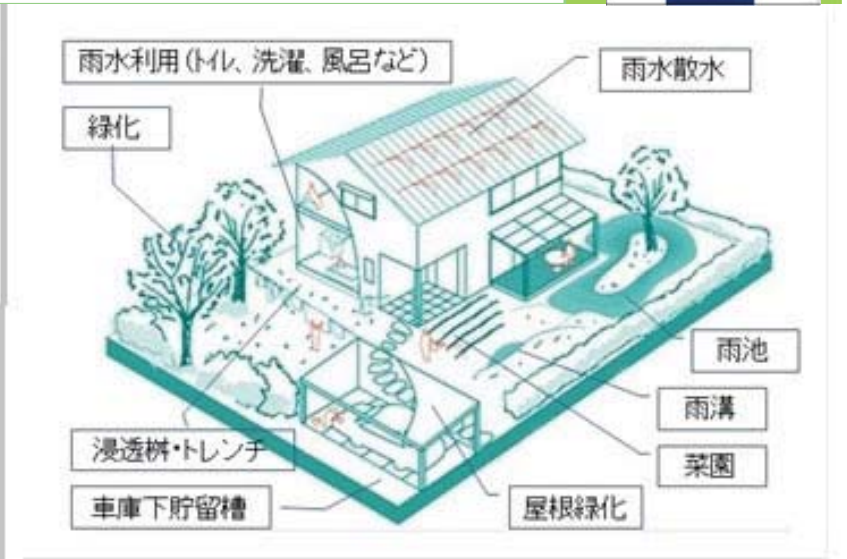 雨水利用(トイレ、洗濯、風呂など)
雨水散水
緑化
雨池
雨溝
浸透桝・トレンチ
菜園
車庫下貯留槽
屋根緑化